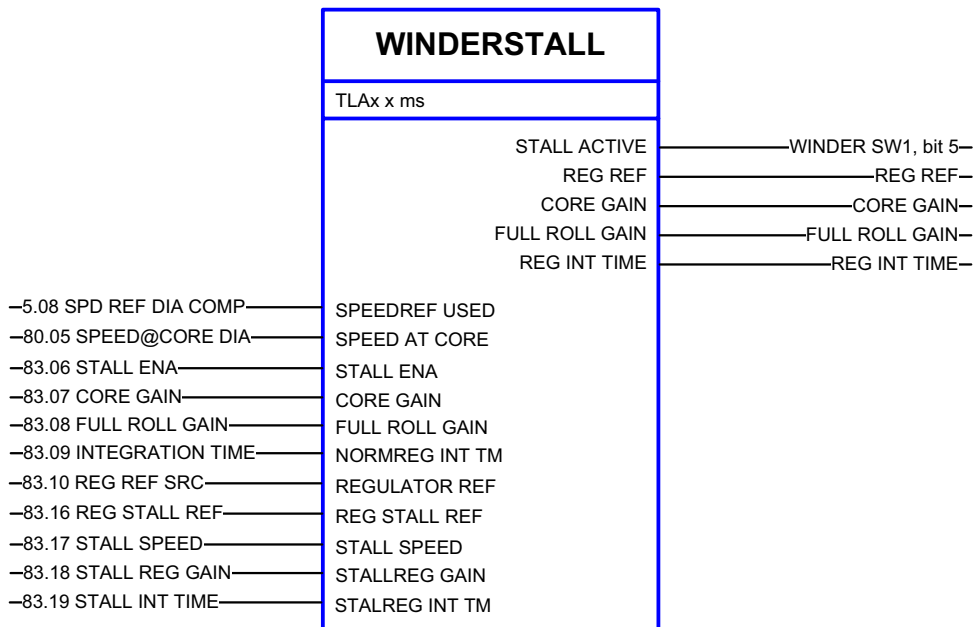 WINDERSTALL
TLAx x ms
STALL ACTIVE WINDER SW1, bit 5
REG REF REG REF
CORE GAIN CORE GAIN
FULL ROLL GAIN FULL ROLL GAIN
REG INT TIME REG INT TIME
5.08 SPD REF DIA COMP SPEEDREF USED
80.05 SPEED@CORE DIA SPEED AT CORE
83.06 STALL ENA STALL ENA
83.07 CORE GAIN CORE GAIN
83.08 FULL ROLL GAIN FULL ROLL GAIN
83.09 INTEGRATION TIME NORMREG INT TM
83.10 REG REF SRC REGULATOR REF
83.16 REG STALL REF REG STALL REF
83.17 STALL SPEED STALL SPEED
83.18 STALL REG GAIN STALLREG GAIN
83.19 STALL INT TIME STALREG INT TM